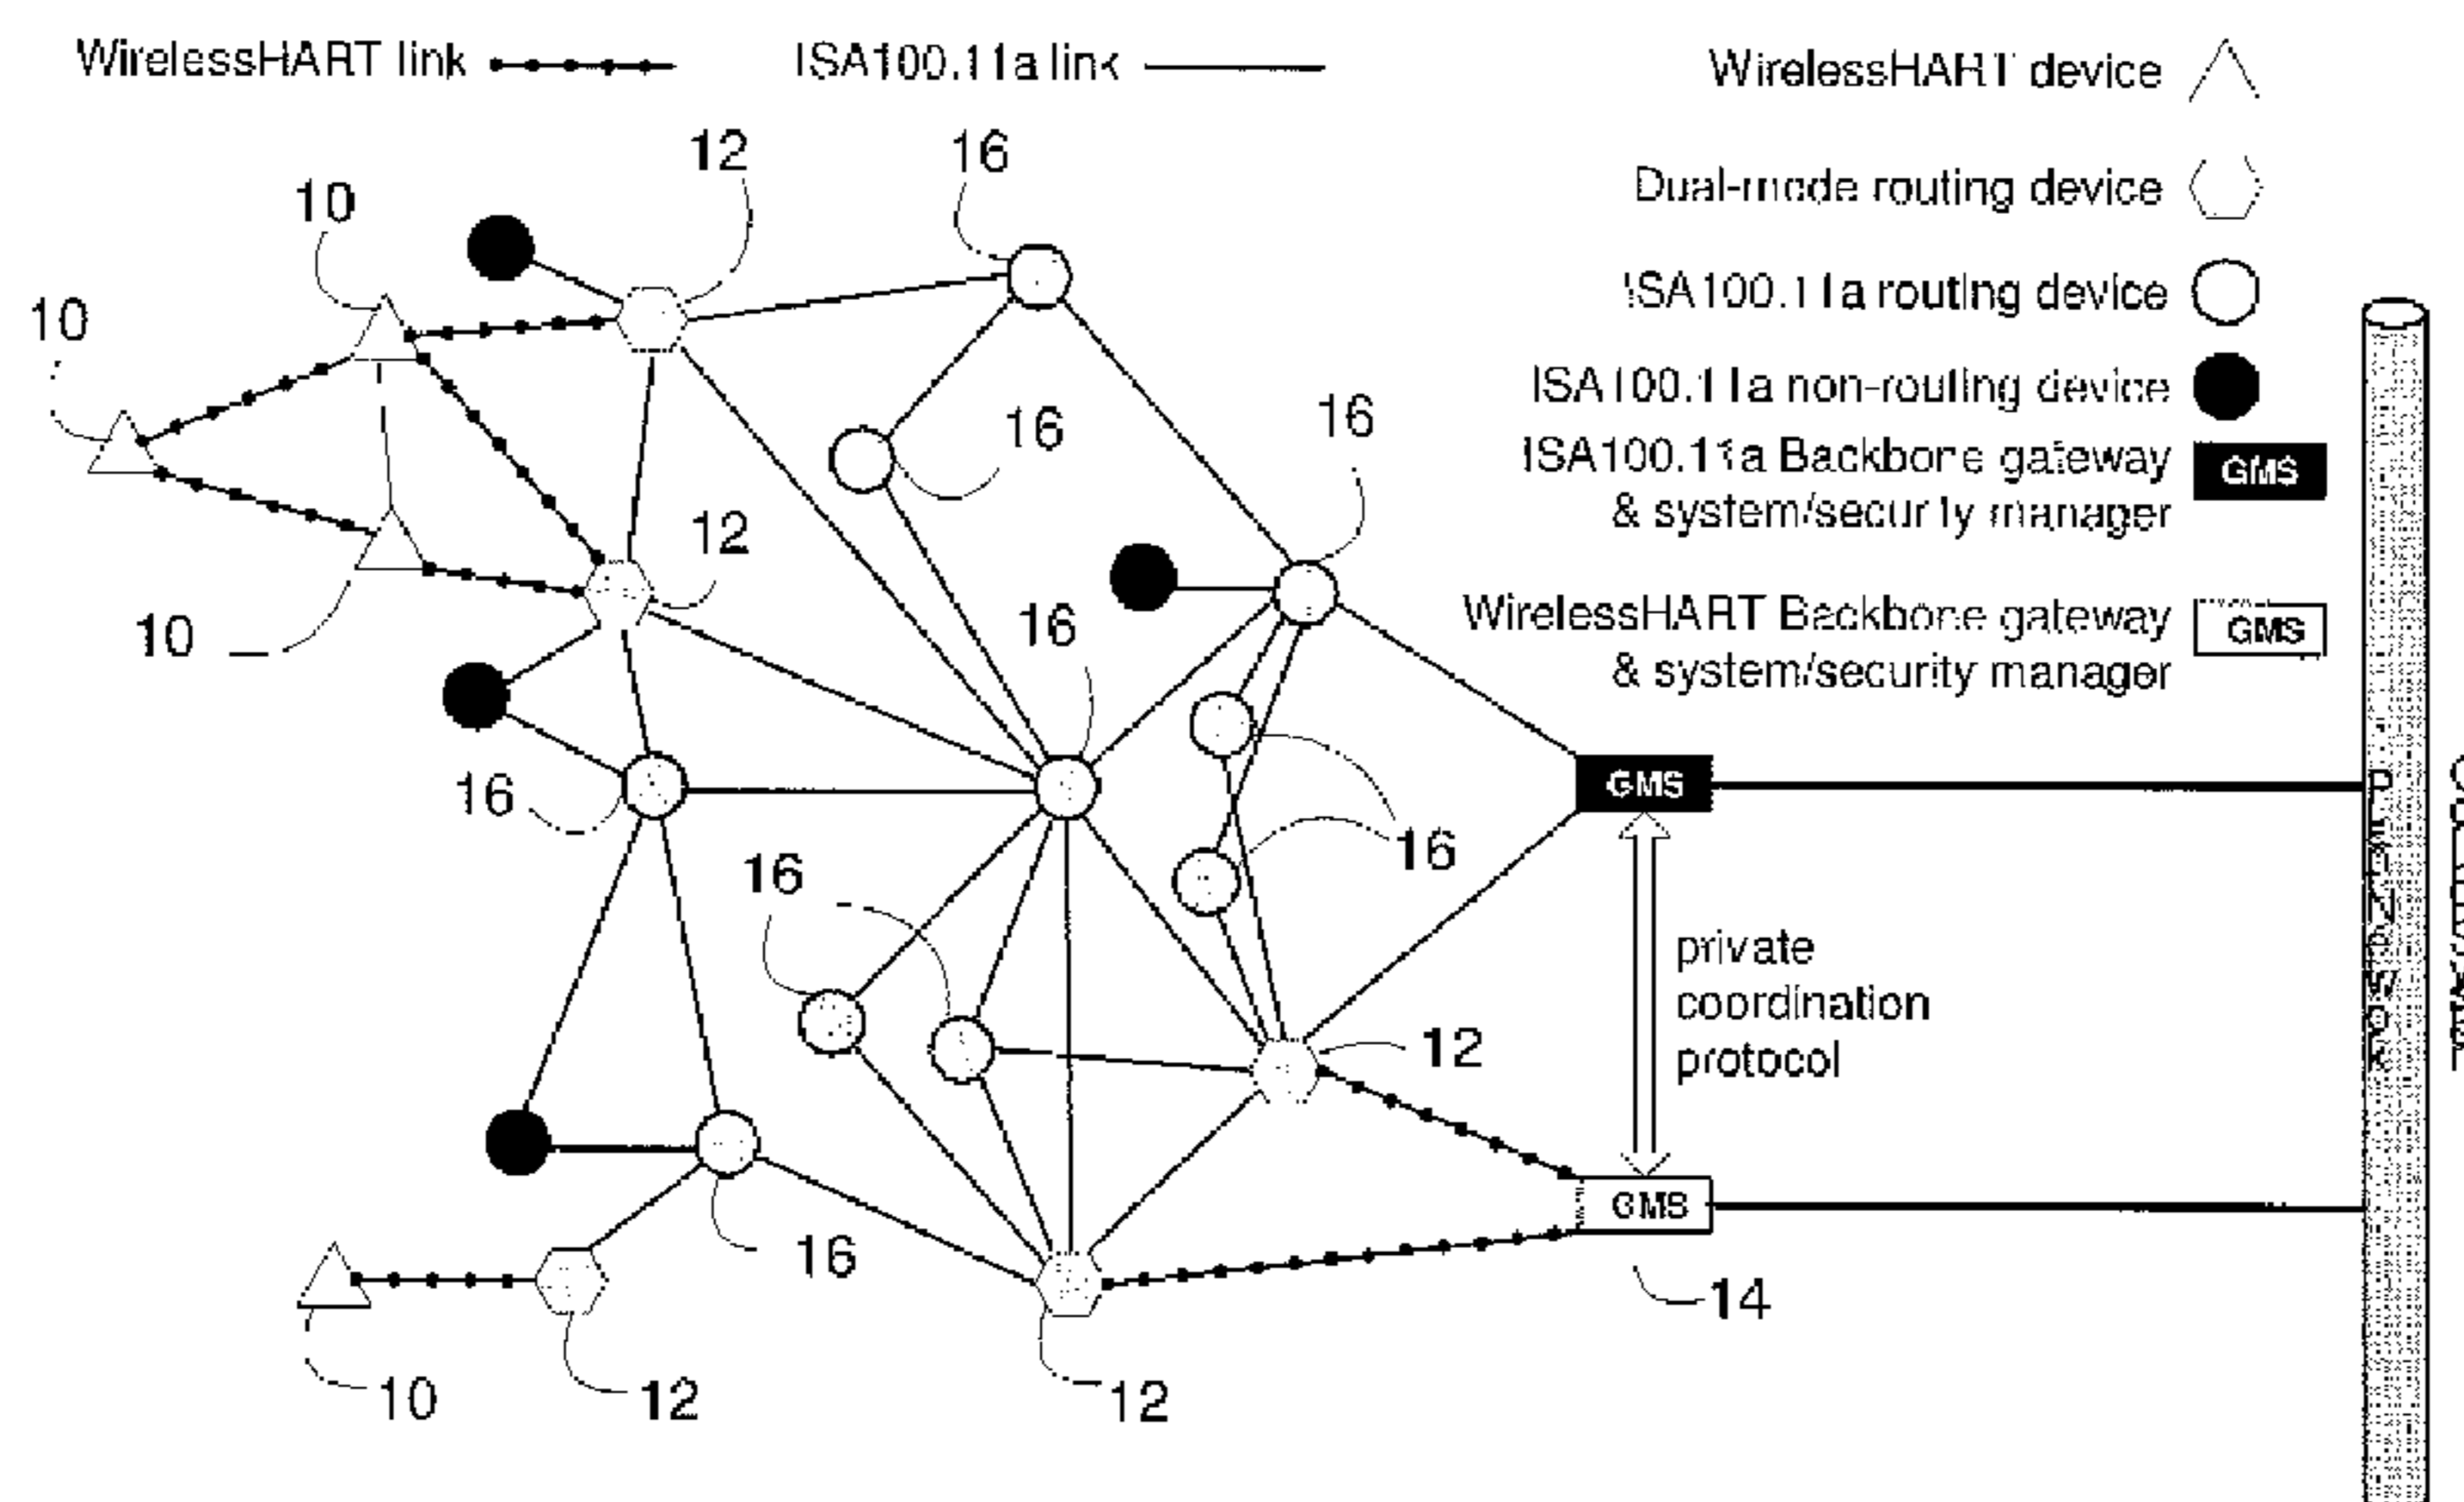 WirelessHART link
ISA100.11a link
WirelessHART device
Dual-mode routing device
ISA100.11a routing device
ISA100.11a non-routing device
ISA100.11a Backbone gateway
& system/security manager
GMS
WirelessHART Backbone gateway
& system/security manager
GMS
12
16
10
10
16
16
12
16
10
16
GMS
16
16
private
coordination
protocol
12
GMS
16
14
10
12
12